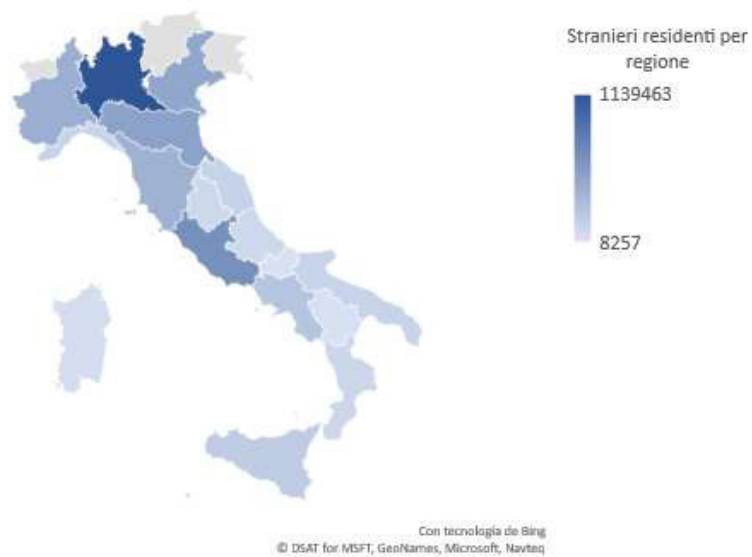 Stranieri residenti per
regione
1139463
8257
Con tecnologia de Bing
© DSAT for MSFT, GeoNames, Microsoft, Navteq